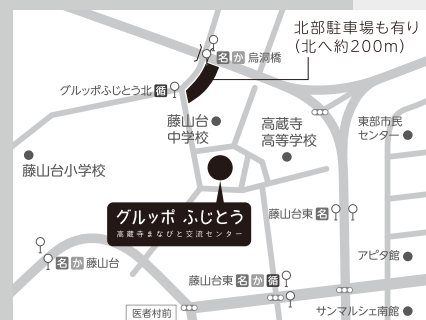 北部駐車場も有り
(北へ約200m)
名 か 烏洞橋
グルッポふじとう北 循
藤山台
中学校
高蔵寺
高等学校
東部市民
センター
藤山台小学校
グルッポ ふじとう
高蔵寺まなびと交流センター
藤山台東 名
名 か 藤山台
アピタ館
藤山台東 名 か 循
医者村前
サンマルシェ南館